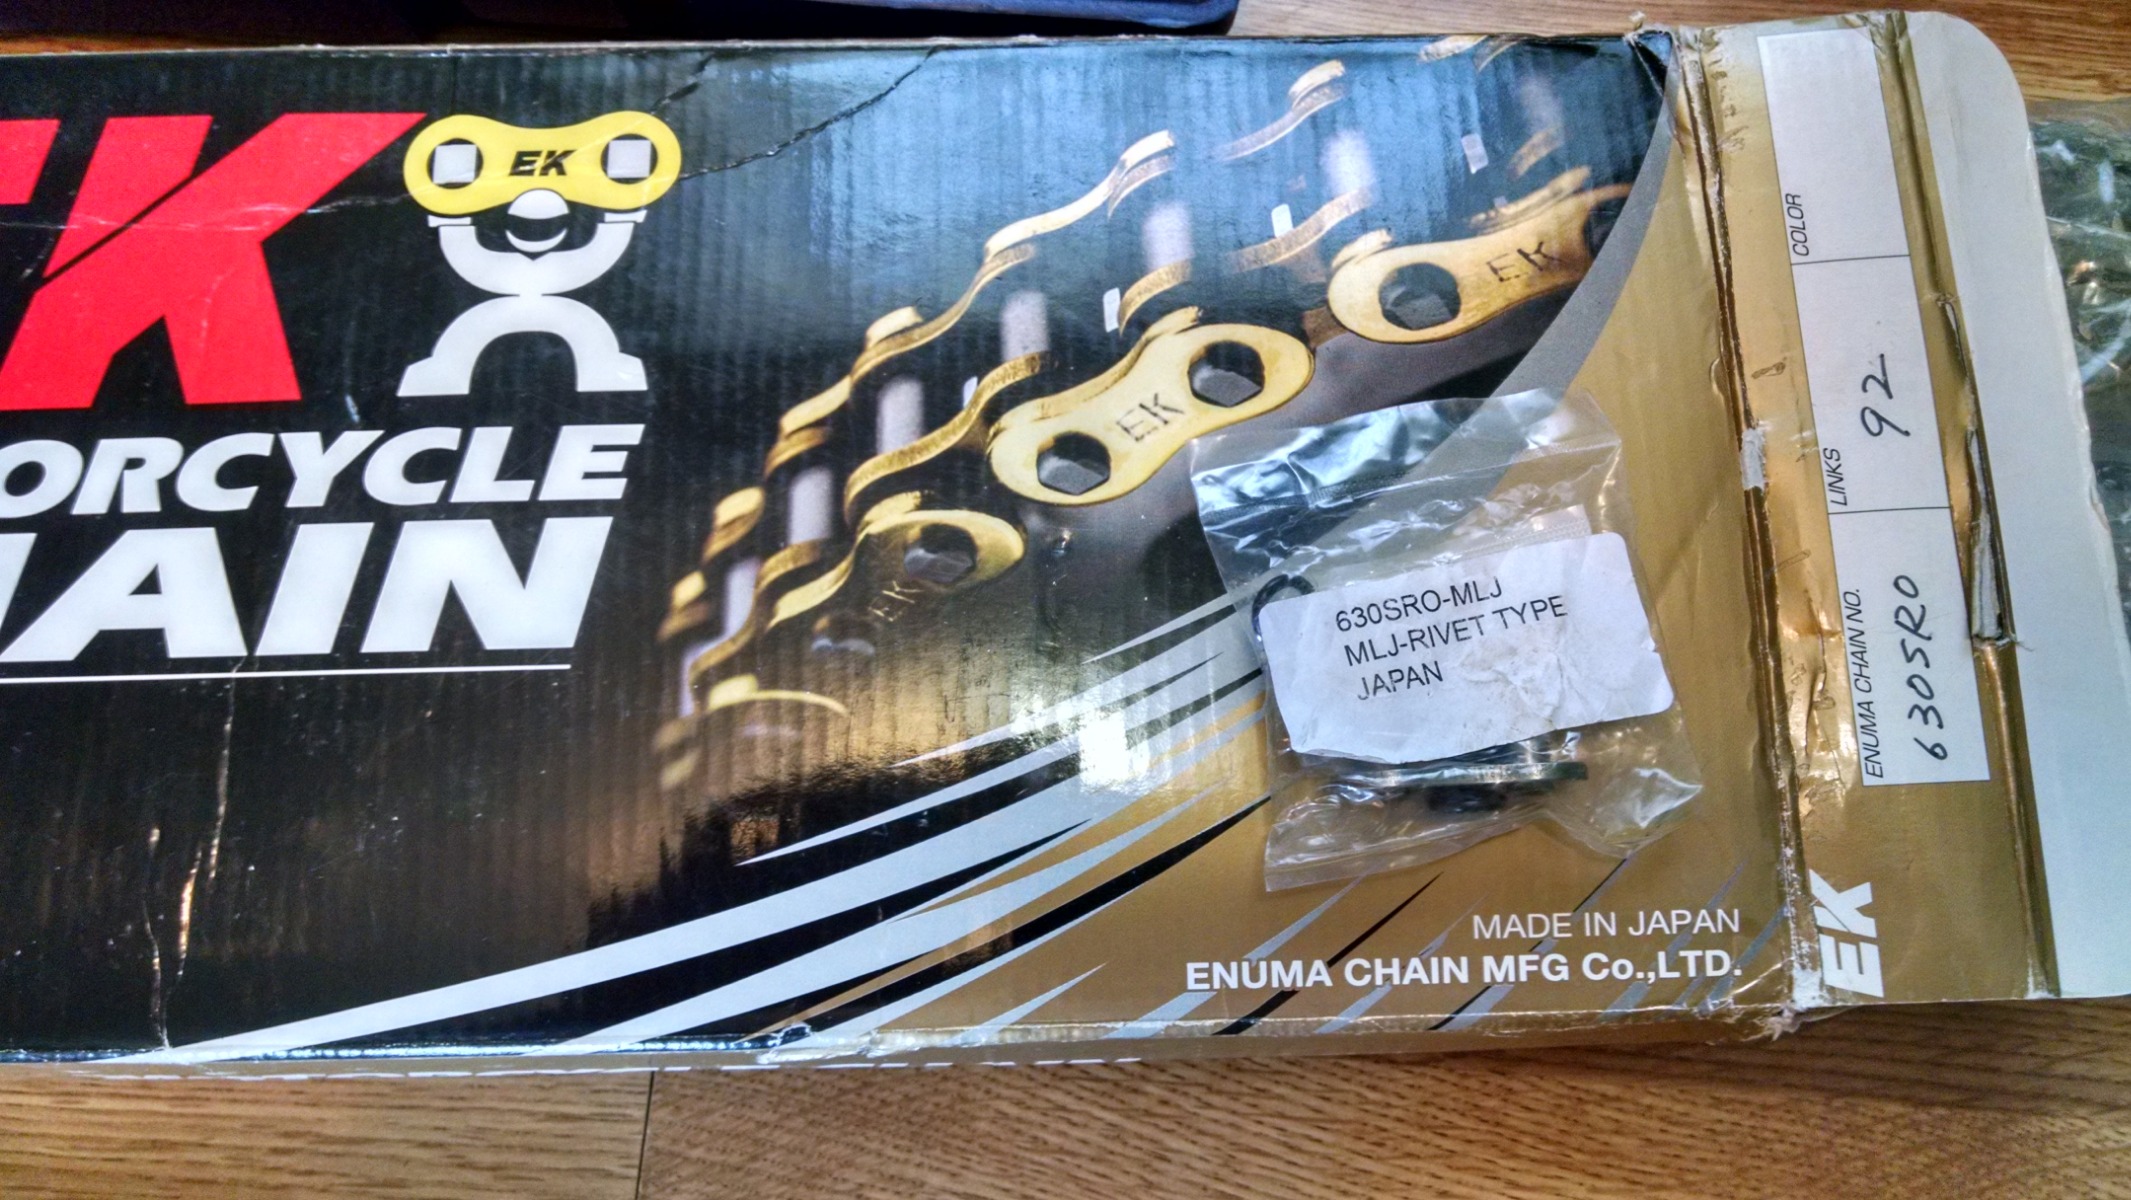 EK
EK
ORCYCLE
AIN
EK
EK
EK
630SRO-MLJ
MLJ-RIVET TYPE
JAPAN
MADE IN JAPAN
ENUMA CHAIN MFG Co.,LTD.
COLOR
LINKS
92
ENUMA CHAIN NO.
630SRO
EK